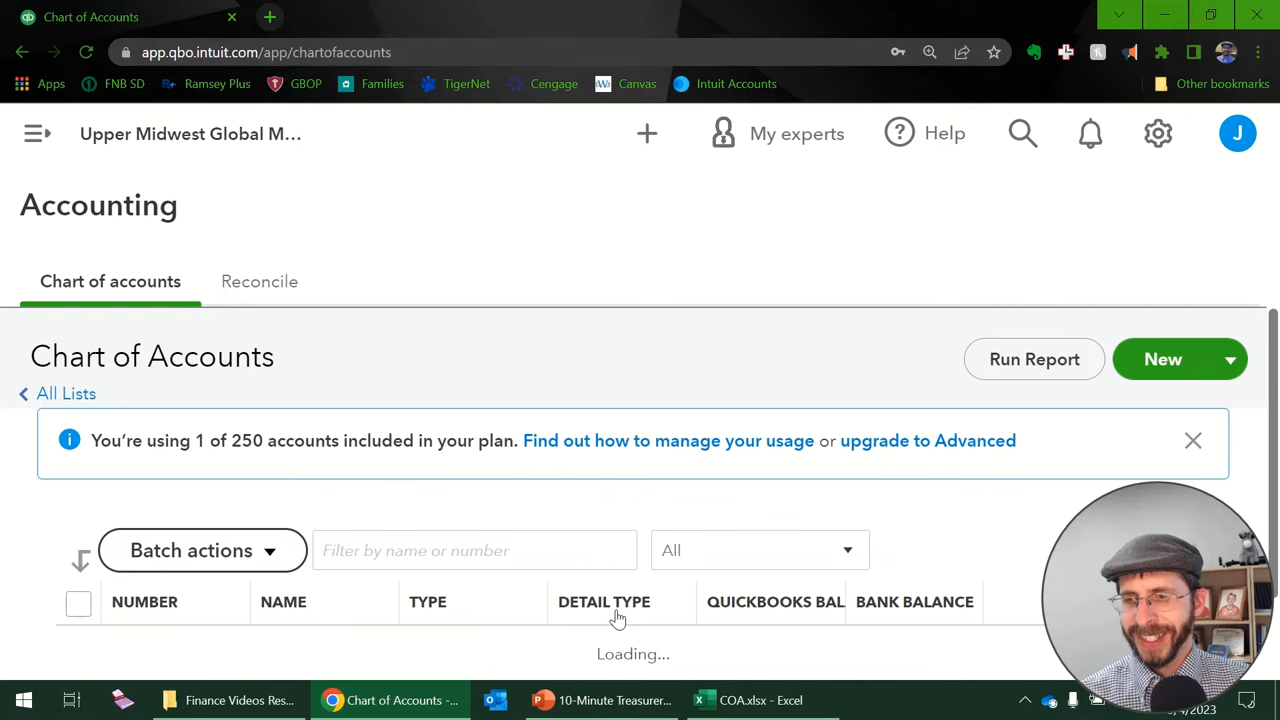 Chart of Accounts
app.qbo.intuit.com/app/chartofaccounts
Apps FNB SD Ramsey Plus GBOP Families TigerNet Cengage Canvas Intuit Accounts Other bookmarks
Upper Midwest Global M... My experts Help J
Accounting
Chart of accounts Reconcile
Chart of Accounts
Run Report New
All Lists
You're using 1 of 250 accounts included in your plan. Find out how to manage your usage or upgrade to Advanced
Batch actions Filter by name or number All
NUMBER NAME TYPE DETAIL TYPE QUICKBOOKS BAL BANK BALANCE
Loading...
Finance Videos Res... Chart of Accounts -... 10-Minute Treasurer... COA.xlsx - Excel